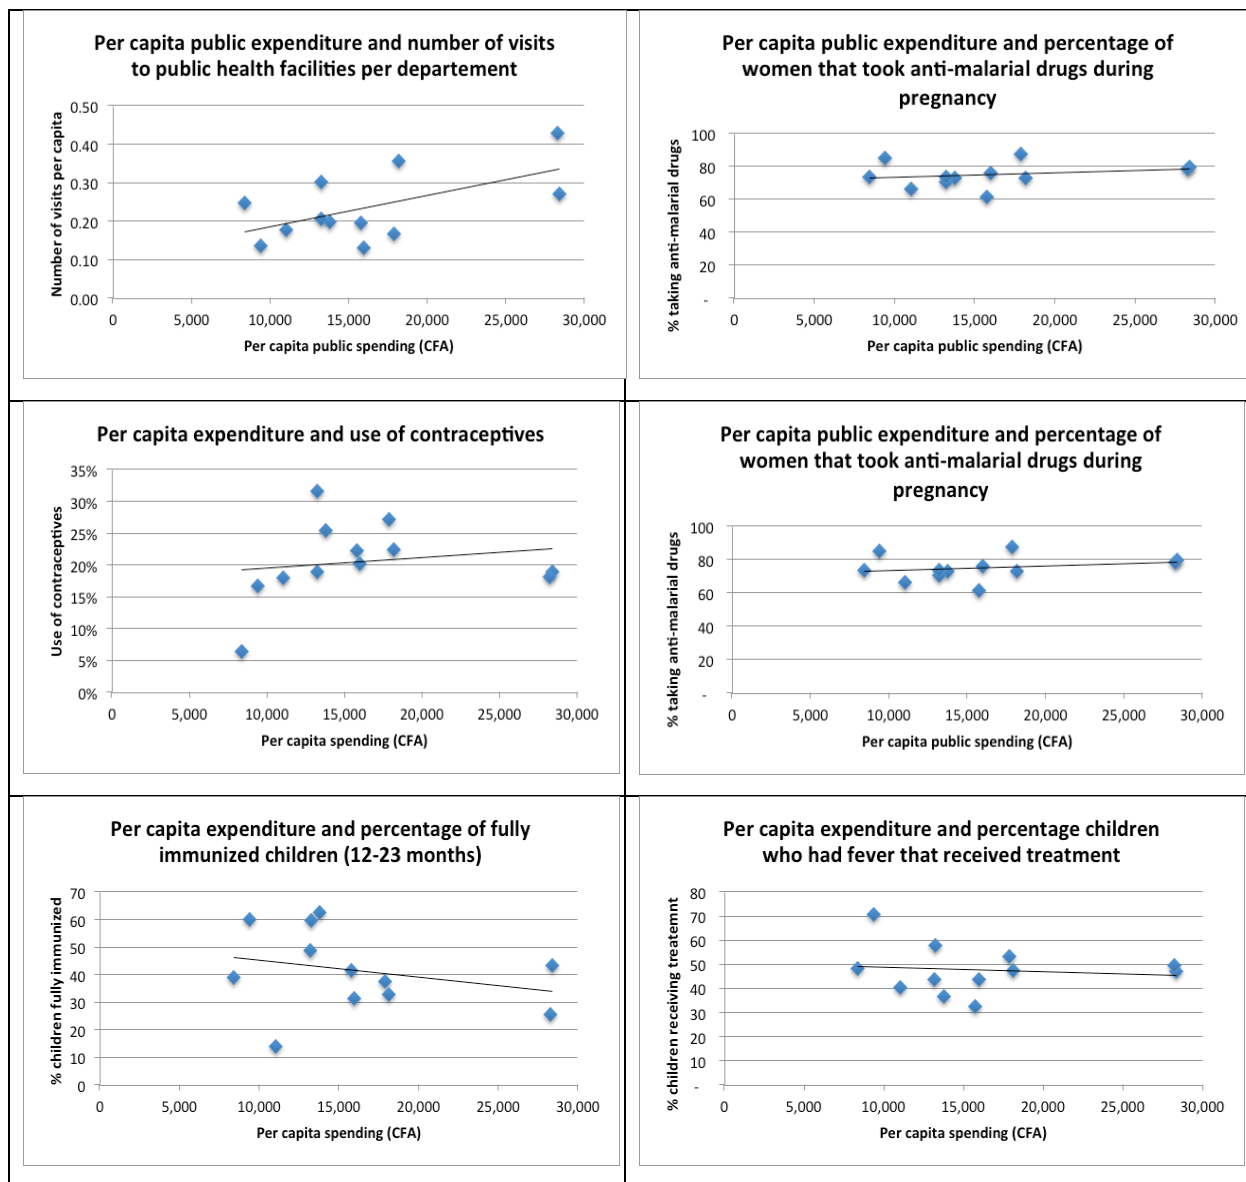 Per capita public expenditure and number of visits
to public health facilities per departement
Number of visits per capita
0.50
0.40
0.30
0.20
0.10
0.00
0 5,000 10,000 15,000 20,000 25,000 30,000
Per capita public spending (CFA)
Per capita public expenditure and percentage of
women that took anti-malarial drugs during
pregnancy
% taking anti-malarial drugs
100
80
60
40
20
-
0 5,000 10,000 15,000 20,000 25,000 30,000
Per capita public spending (CFA)
Per capita expenditure and use of contraceptives
Use of contraceptives
35%
30%
25%
20%
15%
10%
5%
0%
0 5,000 10,000 15,000 20,000 25,000 30,000
Per capita spending (CFA)
Per capita public expenditure and percentage of
women that took anti-malarial drugs during
pregnancy
% taking anti-malarial drugs
100
80
60
40
20
-
0 5,000 10,000 15,000 20,000 25,000 30,000
Per capita public spending (CFA)
Per capita expenditure and percentage of fully
immunized children (12-23 months)
% children fully immunized
70
60
50
40
30
20
10
0
0 5,000 10,000 15,000 20,000 25,000 30,000
Per capita spending (CFA)
Per capita expenditure and percentage children
who had fever that received treatment
% children receiving treatemnt
80
70
60
50
40
30
20
10
-
0 5,000 10,000 15,000 20,000 25,000 30,000
Per capita spending (CFA)